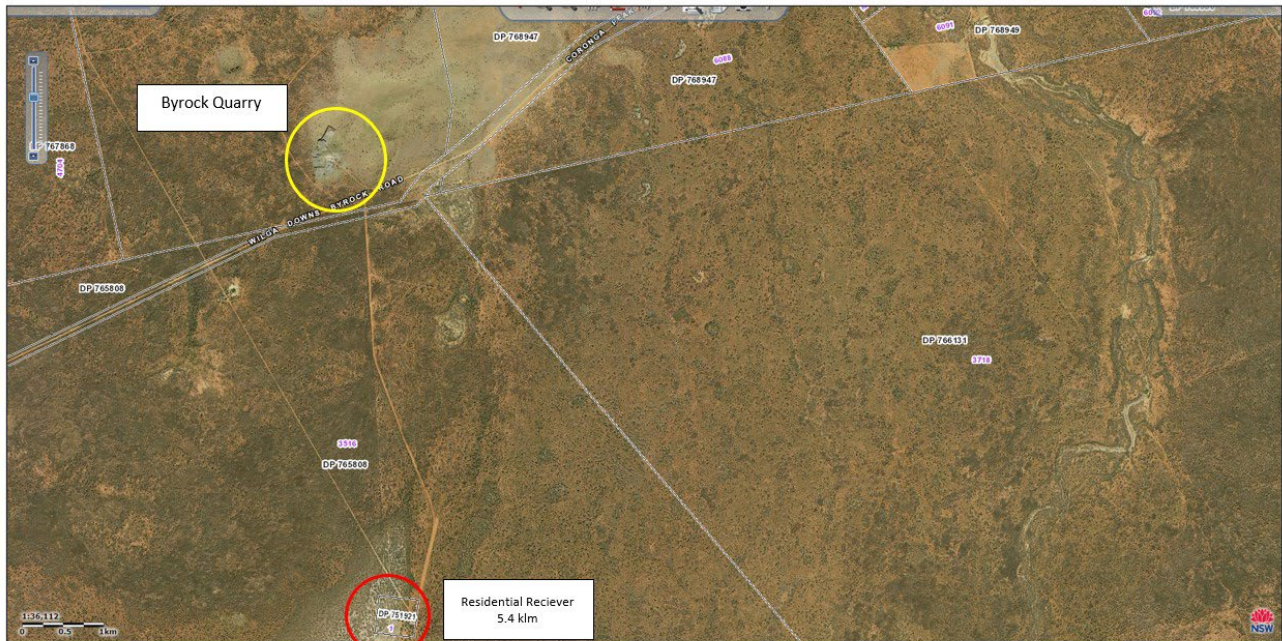 DP 768947
CORONGA PEAK
6088
DP 768947
6091
DP 768949
Byrock Quarry
DP 767868
4704
WILGA DOWNS BYROCK ROAD
DP 765808
DP 766131
3718
3516
DP 765808
DP 751921
1
Residential Reciever
5.4 klm
1:36,112
0 0.5 1km
NSW